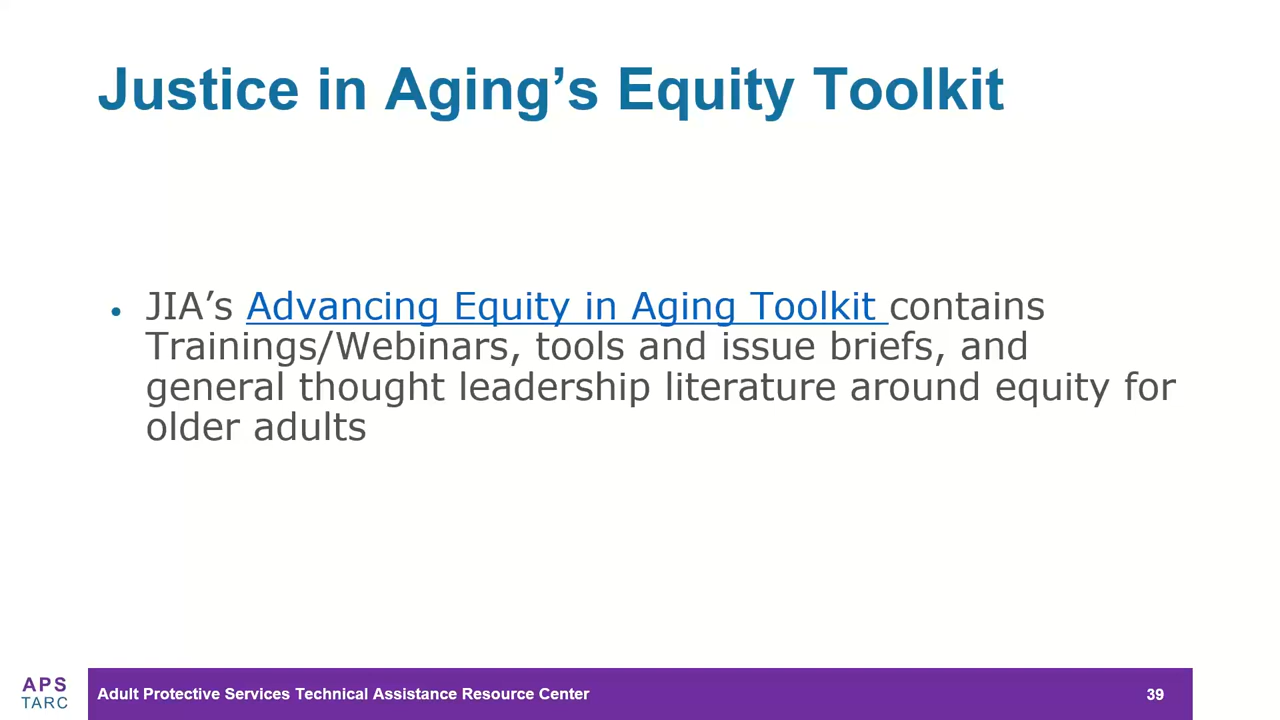 Justice in Aging’s Equity Toolkit
• JIA’s Advancing Equity in Aging Toolkit contains
Trainings/Webinars, tools and issue briefs, and
general thought leadership literature around equity for
older adults
APS
TARC
Adult Protective Services Technical Assistance Resource Center
39